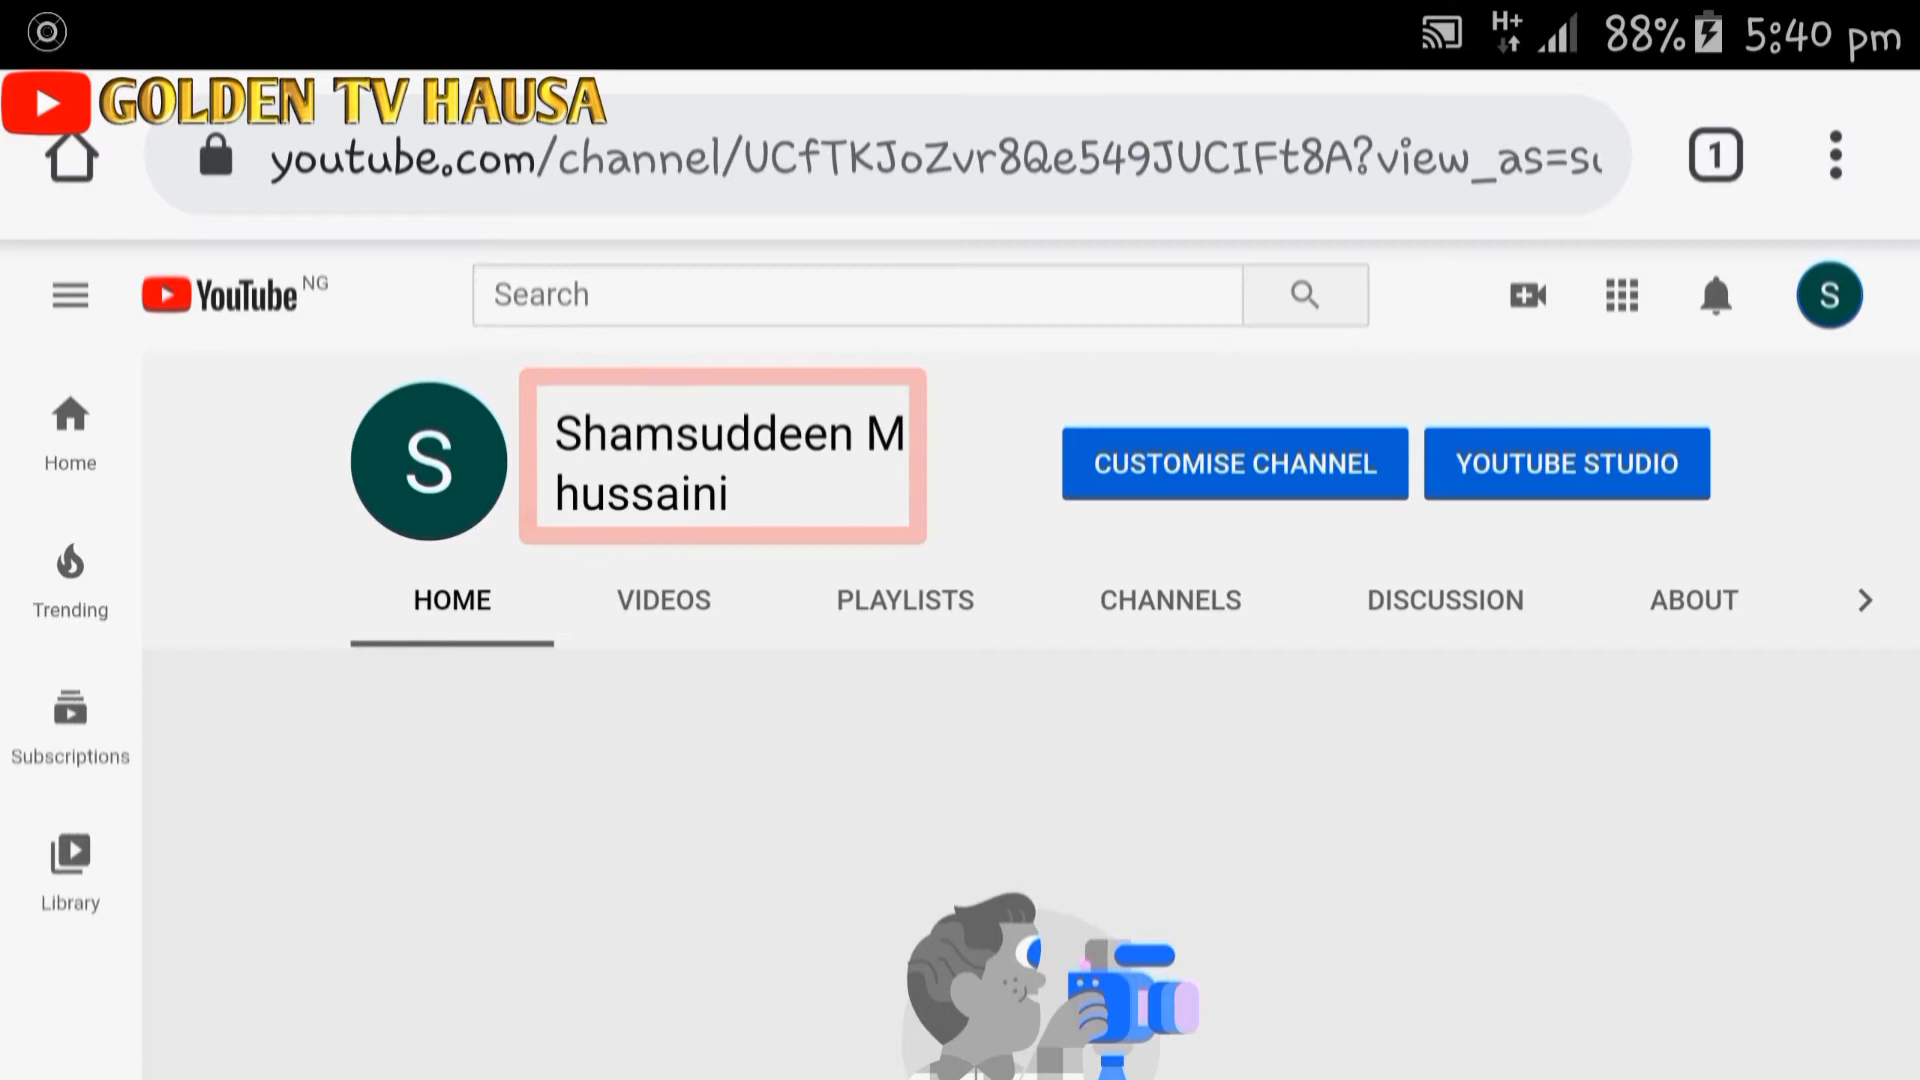 H+ 88% 5:40 pm
GOLDEN TV HAUSA
youtube.com/channel/UCfTKJoZvr8Qe549JUCIFt8A?view_as=su
1
YouTube NG
Search
S
S
Shamsuddeen M
hussaini
CUSTOMISE CHANNEL
YOUTUBE STUDIO
HOME
VIDEOS
PLAYLISTS
CHANNELS
DISCUSSION
ABOUT
Home
Trending
Subscriptions
Library